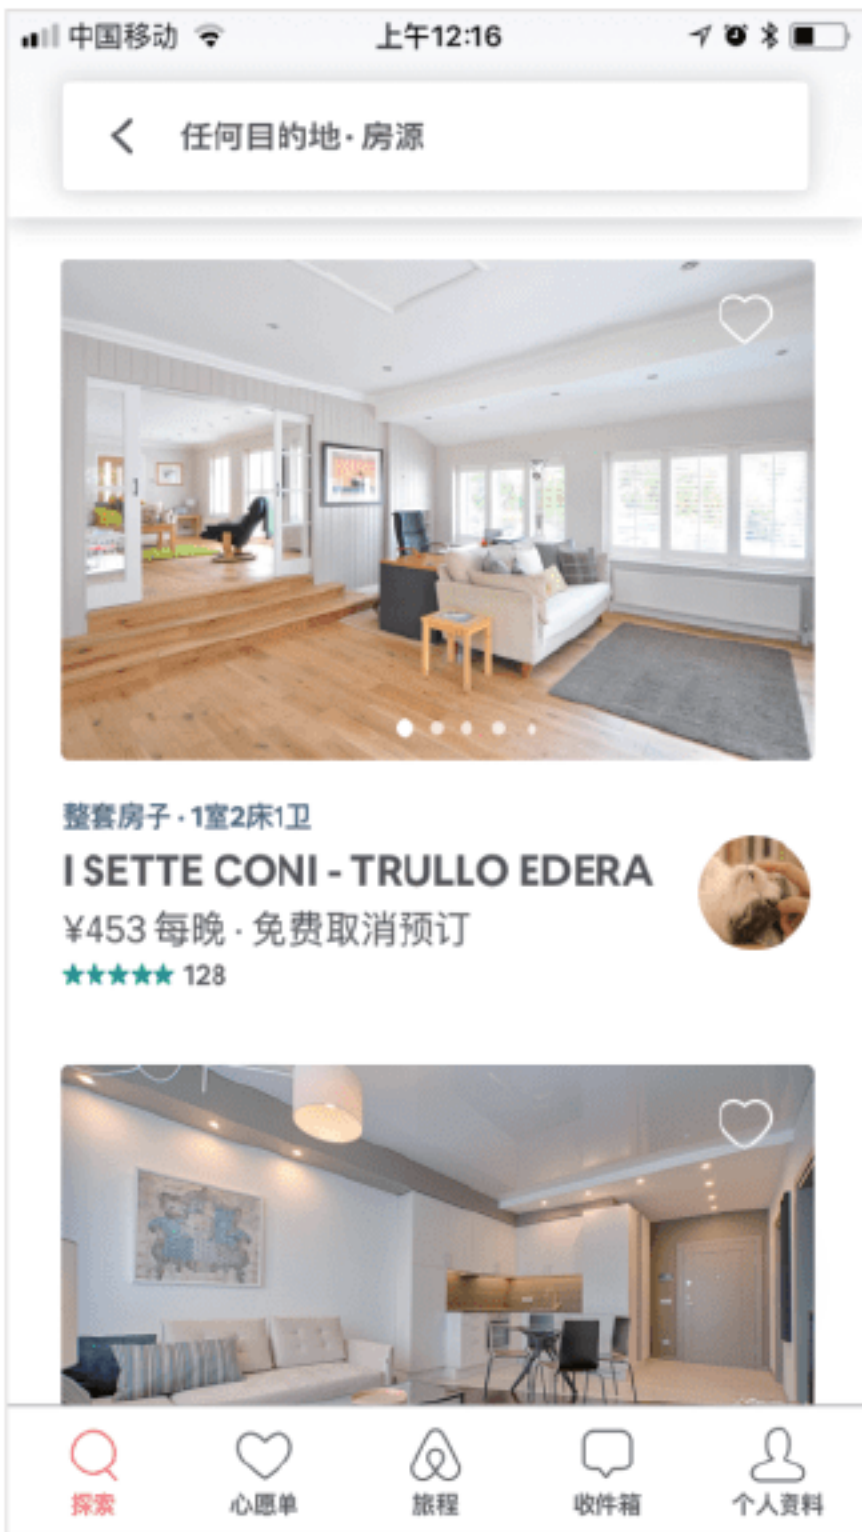 中国移动
上午12:16
任何目的地·房源
整套房子·1室2床1卫
I SETTE CONI - TRULLO EDERA
¥453 每晚·免费取消预订
128
探索
心愿单
旅程
收件箱
个人资料